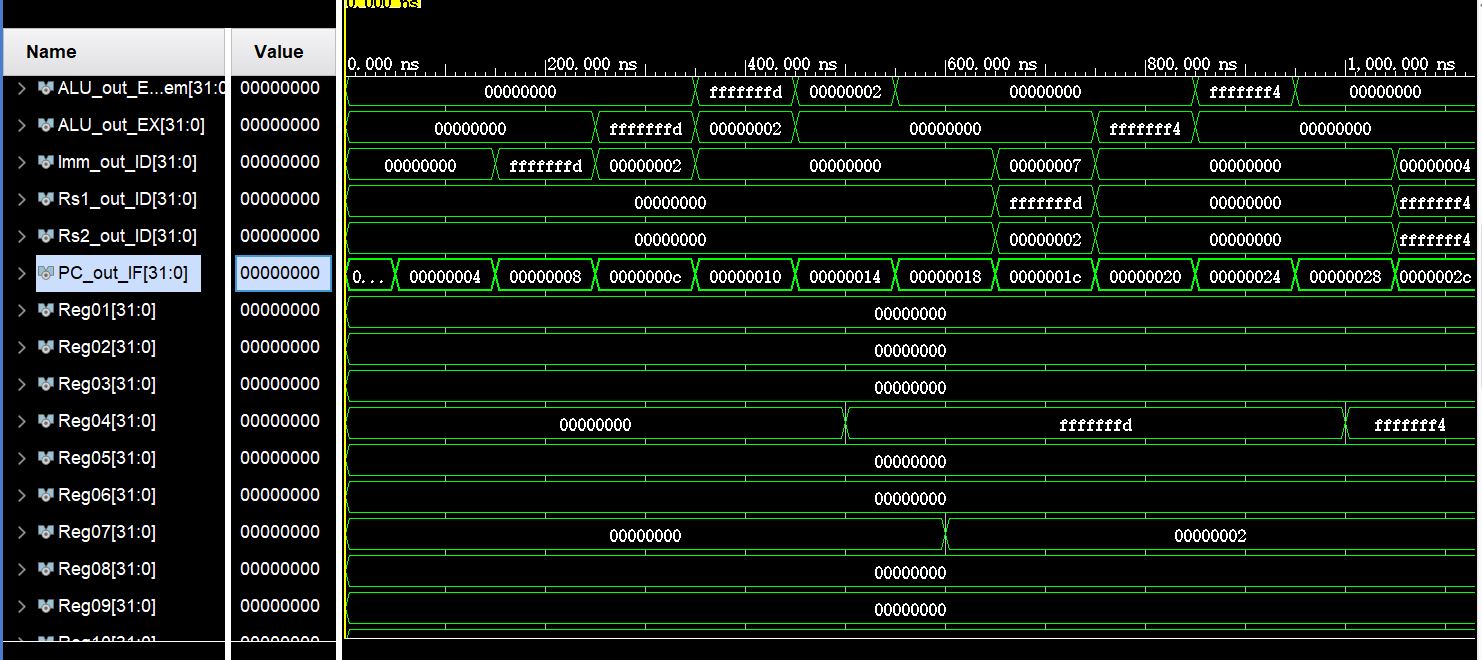 0.000 ns
Name Value 0.000 ns 200.000 ns 400.000 ns 600.000 ns 800.000 ns 1,000.000 ns
ALU_out_E...em[31:0 00000000 00000000 fffffffd 00000002 00000000 fffffff4 00000000
ALU_out_EX[31:0] 00000000 00000000 fffffffd 00000002 00000000 fffffff4 00000000
Imm_out_ID[31:0] 00000000 00000000 fffffffd 00000002 00000000 00000007 00000000 00000004
Rs1_out_ID[31:0] 00000000 00000000 fffffffd 00000000 fffffff4
Rs2_out_ID[31:0] 00000000 00000000 00000002 00000000 fffffff4
PC_out_IF[31:0] 00000000 0... 00000004 00000008 0000000c 00000010 00000014 00000018 0000001c 00000020 00000024 00000028 0000002c
Reg01[31:0] 00000000 00000000
Reg02[31:0] 00000000 00000000
Reg03[31:0] 00000000 00000000
Reg04[31:0] 00000000 00000000 fffffffd fffffff4
Reg05[31:0] 00000000 00000000
Reg06[31:0] 00000000 00000000
Reg07[31:0] 00000000 00000000 00000002
Reg08[31:0] 00000000 00000000
Reg09[31:0] 00000000 00000000
Reg10[31:0] 00000000